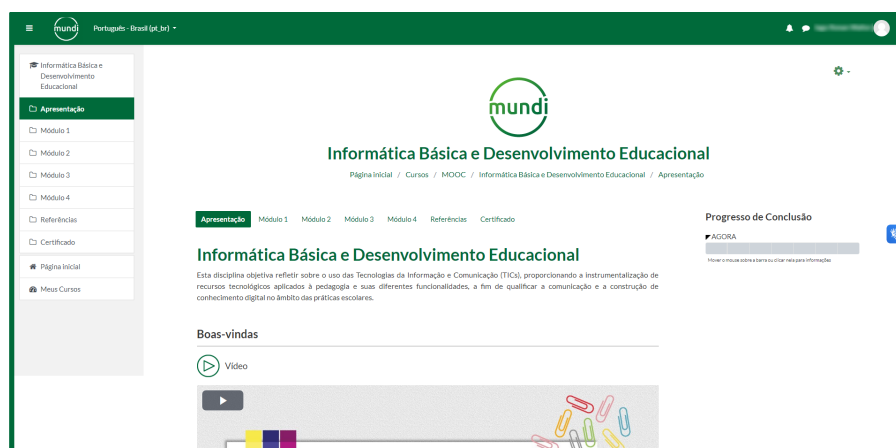 mundi
Português - Brasil (pt_br)
Informática Básica e
Desenvolvimento
Educacional
Apresentação
Módulo 1
Módulo 2
Módulo 3
Módulo 4
Referências
Certificado
Página inicial
Meus Cursos
mundi
Informática Básica e Desenvolvimento Educacional
Página inicial / Cursos / MOOC / Informática Básica e Desenvolvimento Educacional / Apresentação
Apresentação Módulo 1 Módulo 2 Módulo 3 Módulo 4 Referências Certificado
Informática Básica e Desenvolvimento Educacional
Esta disciplina objetiva refletir sobre o uso das Tecnologias da Informação e Comunicação (TICs), proporcionando a instrumentalização de
recursos tecnológicos aplicados à pedagogia e suas diferentes funcionalidades, a fim de qualificar a comunicação e a construção de
conhecimento digital no âmbito das práticas escolares.
Boas-vindas
Vídeo
Progresso de Conclusão
AGORA
Mover o mouse sobre a barra ou clicar nela para informações